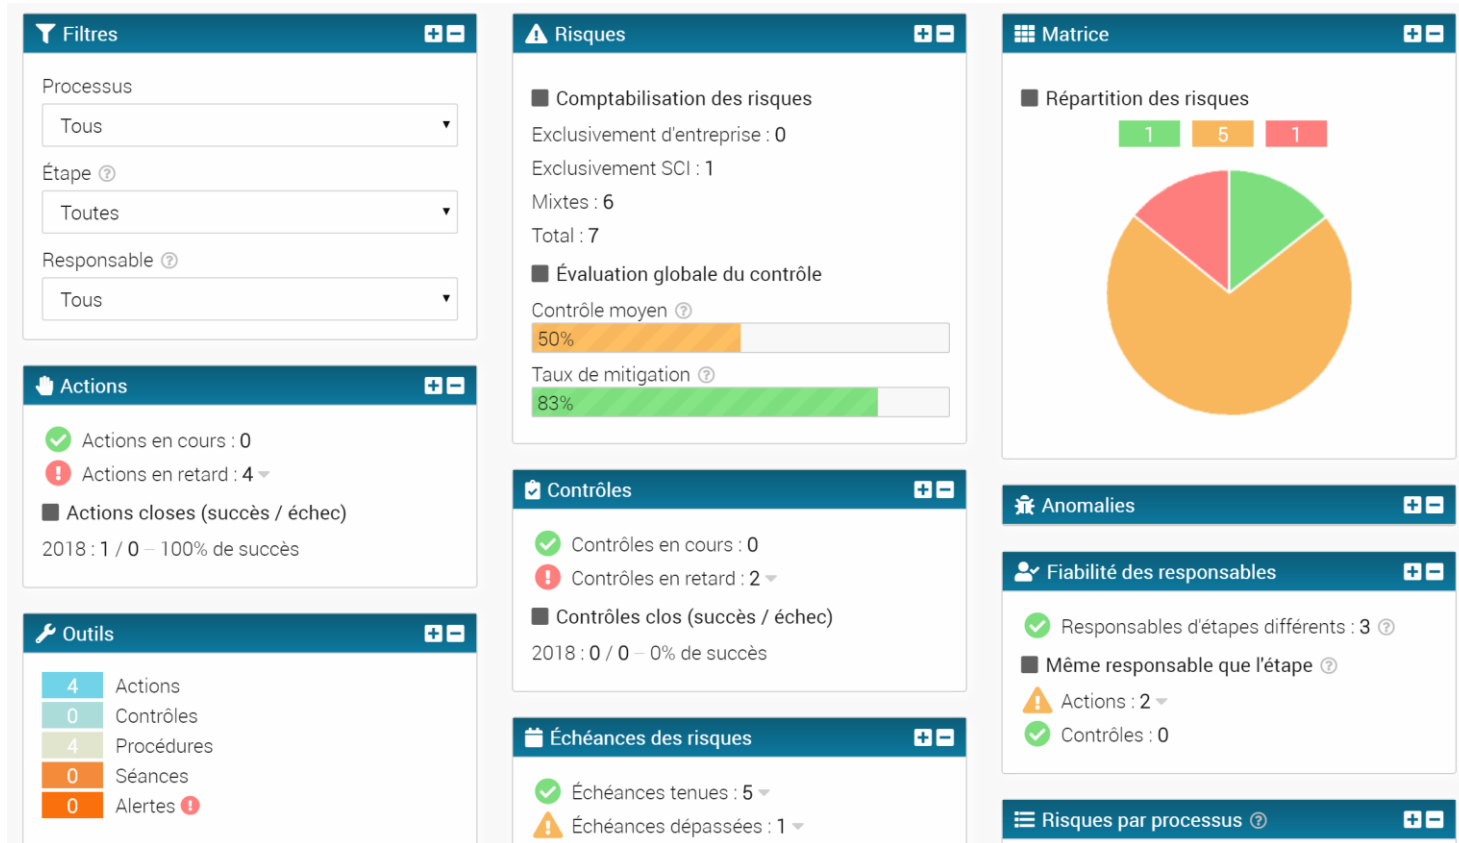 Filtres
Processus
Tous
Étape
Toutes
Responsable
Tous
Actions
Actions en cours : 0
Actions en retard : 4
Actions closes (succès / échec)
2018 : 1 / 0 – 100% de succès
Outils
4 Actions
0 Contrôles
4 Procédures
0 Séances
0 Alertes
Risques
Comptabilisation des risques
Exclusivement d'entreprise : 0
Exclusivement SCI : 1
Mixtes : 6
Total : 7
Évaluation globale du contrôle
Contrôle moyen
50%
Taux de mitigation
83%
Contrôles
Contrôles en cours : 0
Contrôles en retard : 2
Contrôles clos (succès / échec)
2018 : 0 / 0 – 0% de succès
Échéances des risques
Échéances tenues : 5
Échéances dépassées : 1
Matrice
Répartition des risques
1 5 1
Anomalies
Fiabilité des responsables
Responsables d'étapes différents : 3
Même responsable que l'étape
Actions : 2
Contrôles : 0
Risques par processus